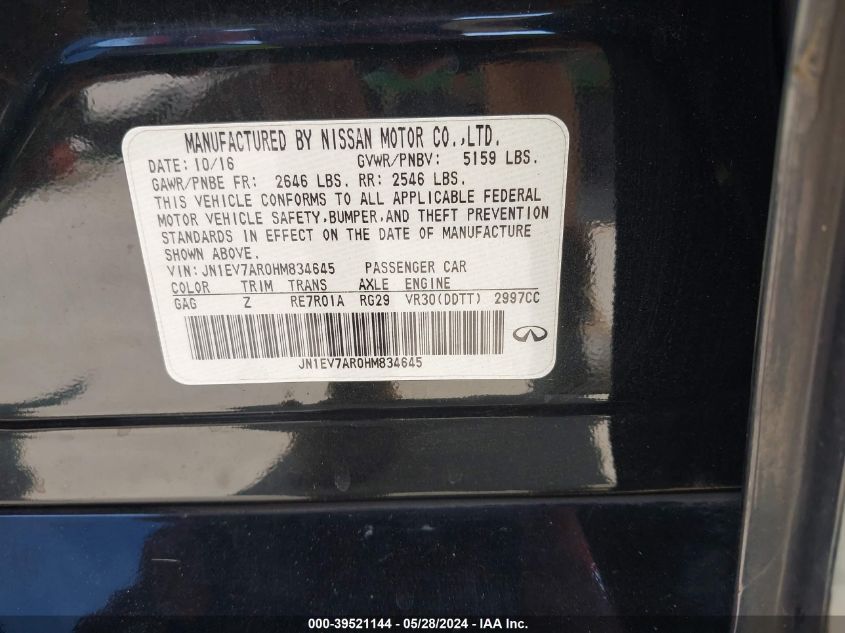 MANUFACTURED BY NISSAN MOTOR CO.,LTD.
DATE: 10/16 GVWR/PNBV: 5159 LBS.
GAWR/PNBE FR: 2646 LBS. RR: 2546 LBS.
THIS VEHICLE CONFORMS TO ALL APPLICABLE FEDERAL
MOTOR VEHICLE SAFETY,BUMPER,AND THEFT PREVENTION
STANDARDS IN EFFECT ON THE DATE OF MANUFACTURE
SHOWN ABOVE.
VIN: JN1EV7AR0HM834645 PASSENGER CAR
COLOR TRIM TRANS AXLE ENGINE
GAG Z RE7R01A RG29 VR30(DDTT) 2997CC
JN1EV7AR0HM834645
000-39521144 / 05/28/2024 - IAA Inc.